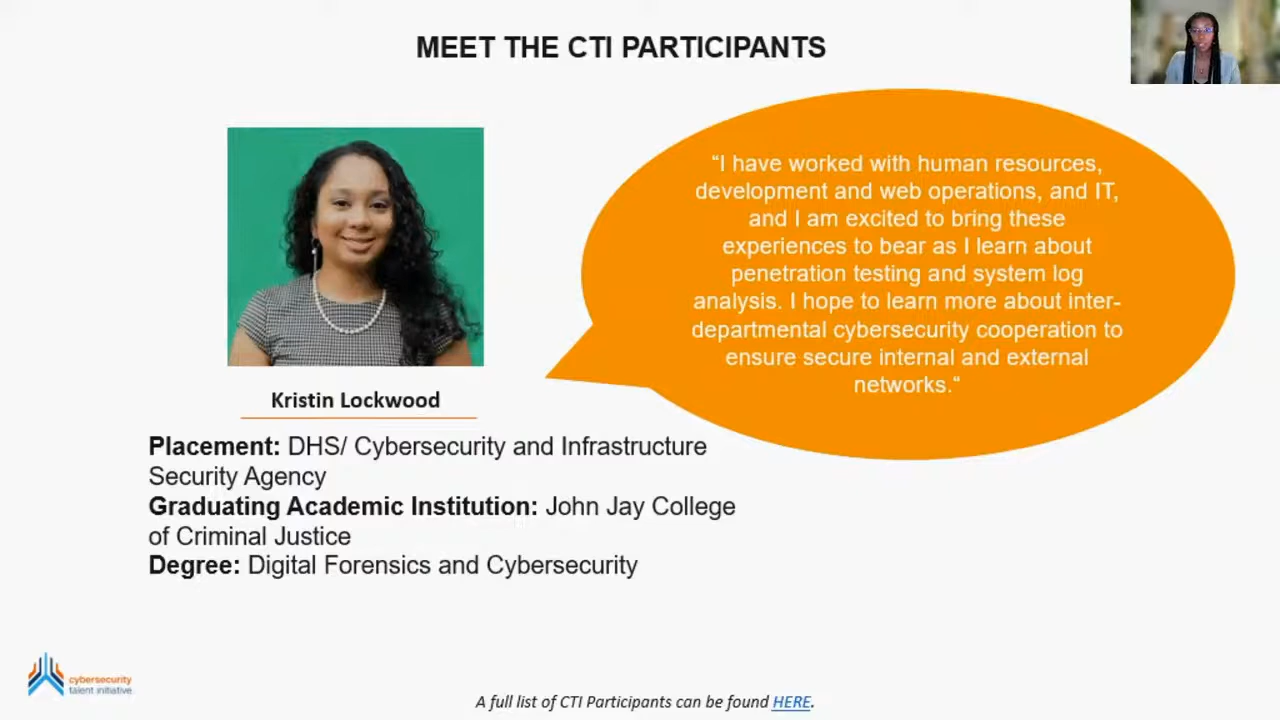 MEET THE CTI PARTICIPANTS
“I have worked with human resources,
development and web operations, and IT,
and I am excited to bring these
experiences to bear as I learn about
penetration testing and system log
analysis. I hope to learn more about inter-
departmental cybersecurity cooperation to
ensure secure internal and external
networks.“
Kristin Lockwood
Placement: DHS/ Cybersecurity and Infrastructure
Security Agency
Graduating Academic Institution: John Jay College
of Criminal Justice
Degree: Digital Forensics and Cybersecurity
cybersecurity
talent initiative
A full list of CTI Participants can be found HERE.